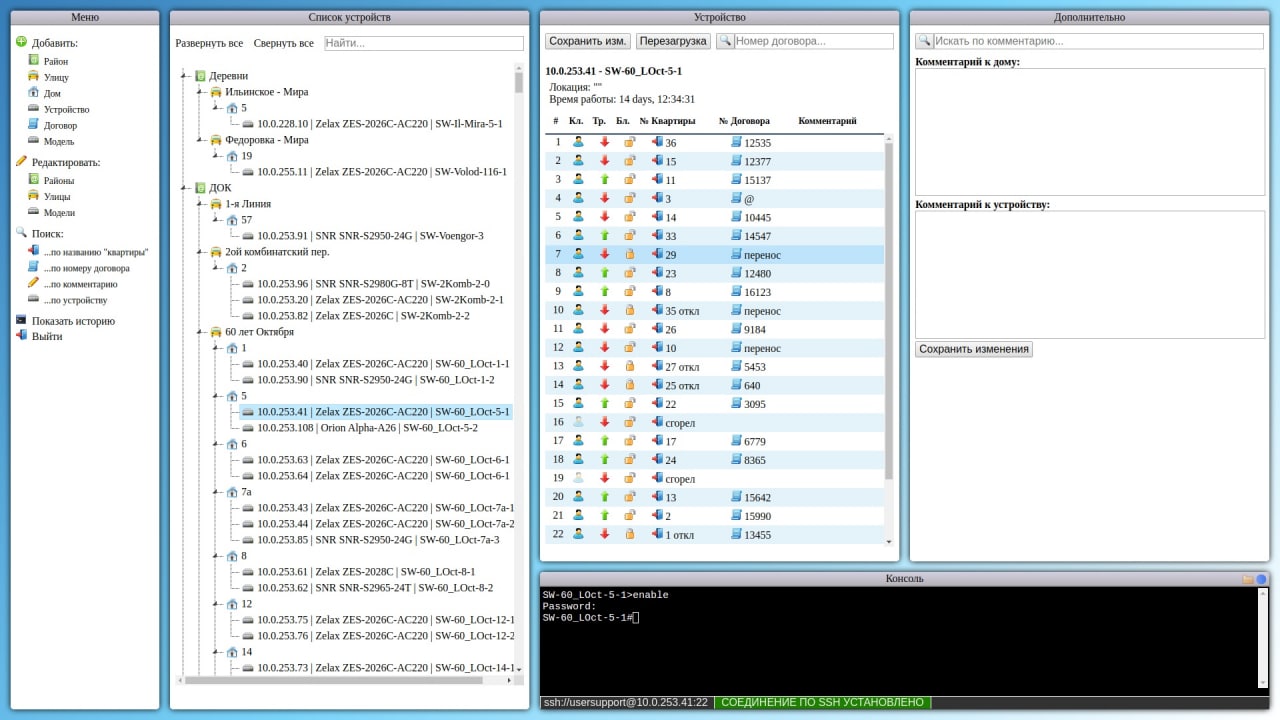 Меню
Добавить:
Район
Улицу
Дом
Устройство
Договор
Модель
Редактировать:
Районы
Улицы
Модели
Поиск:
...по названию "квартиры"
...по номеру договора
...по комментарию
...по устройству
Показать историю
Выйти
Список устройств
Развернуть все Свернуть все Найти...
Деревни
Ильинское - Мира
5
10.0.228.10 | Zelax ZES-2026C-AC220 | SW-Il-Mira-5-1
Федоровка - Мира
19
10.0.255.11 | Zelax ZES-2026C-AC220 | SW-Volod-116-1
ДОК
1-я Линия
57
10.0.253.91 | SNR SNR-S2950-24G | SW-Voengor-3
2ой комбинатский пер.
2
10.0.253.96 | SNR SNR-S2980G-8T | SW-2Komb-2-0
10.0.253.20 | Zelax ZES-2026C-AC220 | SW-2Komb-2-1
10.0.253.82 | Zelax ZES-2026C | SW-2Komb-2-2
60 лет Октября
1
10.0.253.40 | Zelax ZES-2026C-AC220 | SW-60_LOct-1-1
10.0.253.90 | SNR SNR-S2950-24G | SW-60_LOct-1-2
5
10.0.253.41 | Zelax ZES-2026C-AC220 | SW-60_LOct-5-1
10.0.253.108 | Orion Alpha-A26 | SW-60_LOct-5-2
6
10.0.253.63 | Zelax ZES-2026C-AC220 | SW-60_LOct-6-1
10.0.253.64 | Zelax ZES-2026C-AC220 | SW-60_LOct-6-1
7а
10.0.253.43 | Zelax ZES-2026C-AC220 | SW-60_LOct-7a-1
10.0.253.44 | Zelax ZES-2026C-AC220 | SW-60_LOct-7a-2
10.0.253.85 | SNR SNR-S2950-24G | SW-60_LOct-7a-3
8
10.0.253.61 | Zelax ZES-2028C | SW-60_LOct-8-1
10.0.253.62 | SNR SNR-S2965-24T | SW-60_LOct-8-2
12
10.0.253.75 | Zelax ZES-2026C-AC220 | SW-60_LOct-12-1
10.0.253.76 | Zelax ZES-2026C-AC220 | SW-60_LOct-12-2
14
10.0.253.73 | Zelax ZES-2026C-AC220 | SW-60_LOct-14-1
Устройство
Сохранить изм. Перезагрузка Номер договора...
10.0.253.41 - SW-60_LOct-5-1
Локация: ""
Время работы: 14 days, 12:34:31
# Кл. Тр. Бл. № Квартиры № Договора Комментарий
1 36 12535
2 15 12377
3 11 15137
4 3 @
5 14 10445
6 33 14547
7 29 перенос
8 23 12480
9 8 16123
10 35 откл перенос
11 26 9184
12 10 перенос
13 27 откл 5453
14 25 откл 640
15 22 3095
16 сгорел
17 17 6779
18 24 8365
19 сгорел
20 13 15642
21 2 15990
22 1 откл 13455
Дополнительно
Искать по комментарию...
Комментарий к дому:
Комментарий к устройству:
Сохранить изменения
Консоль
SW-60_LOct-5-1>enable
Password:
SW-60_LOct-5-1#
ssh://usersupport@10.0.253.41:22 СОЕДИНЕНИЕ ПО SSH УСТАНОВЛЕНО